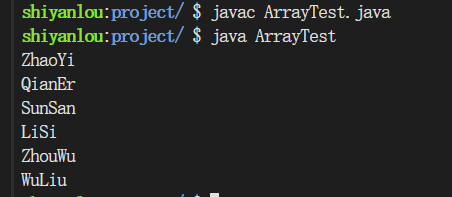 shiyanlou:project/ $ javac ArrayTest.java
shiyanlou:project/ $ java ArrayTest
ZhaoYi
QianEr
SunSan
LiSi
ZhouWu
WuLiu